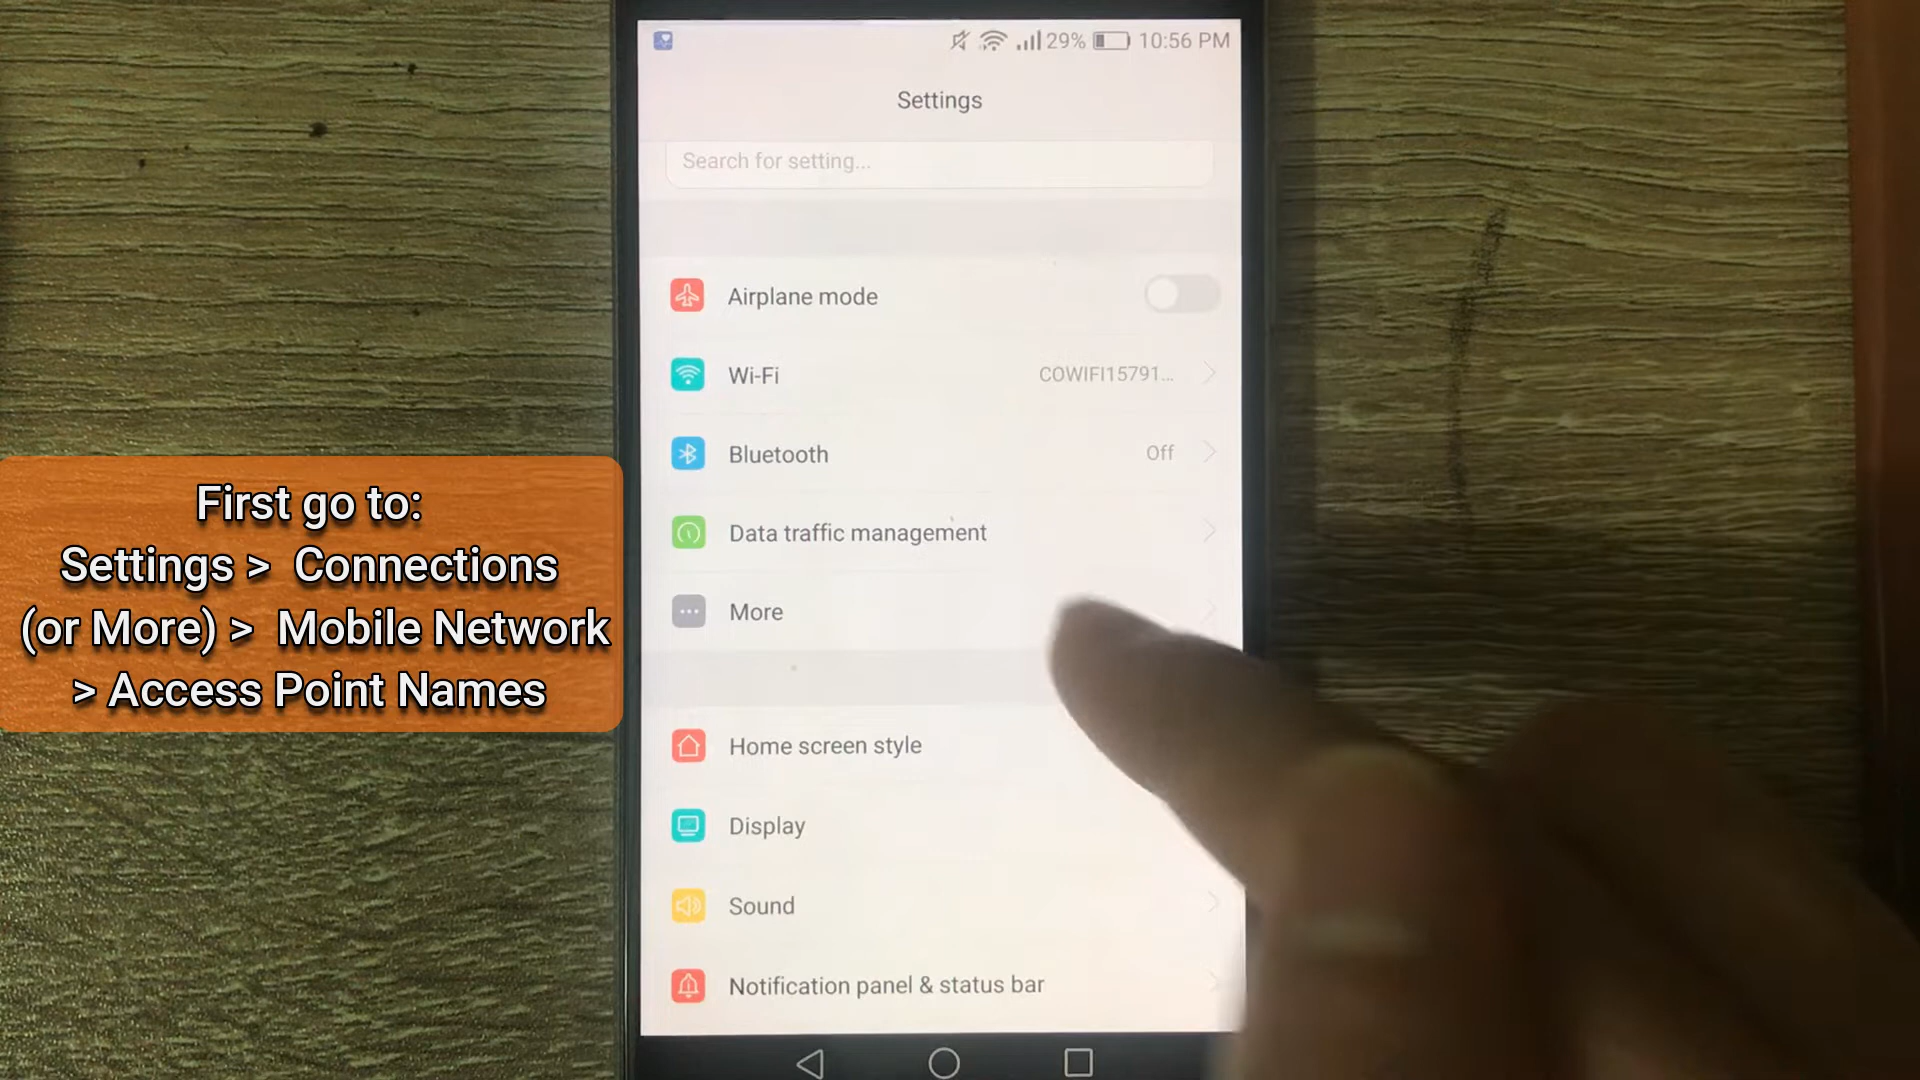 29% 10:56 PM
Settings
Search for setting...
Airplane mode
Wi-Fi COWIFI15791...
Bluetooth Off
Data traffic management
More
Home screen style
Display
Sound
Notification panel & status bar
First go to:
Settings > Connections
(or More) > Mobile Network
> Access Point Names